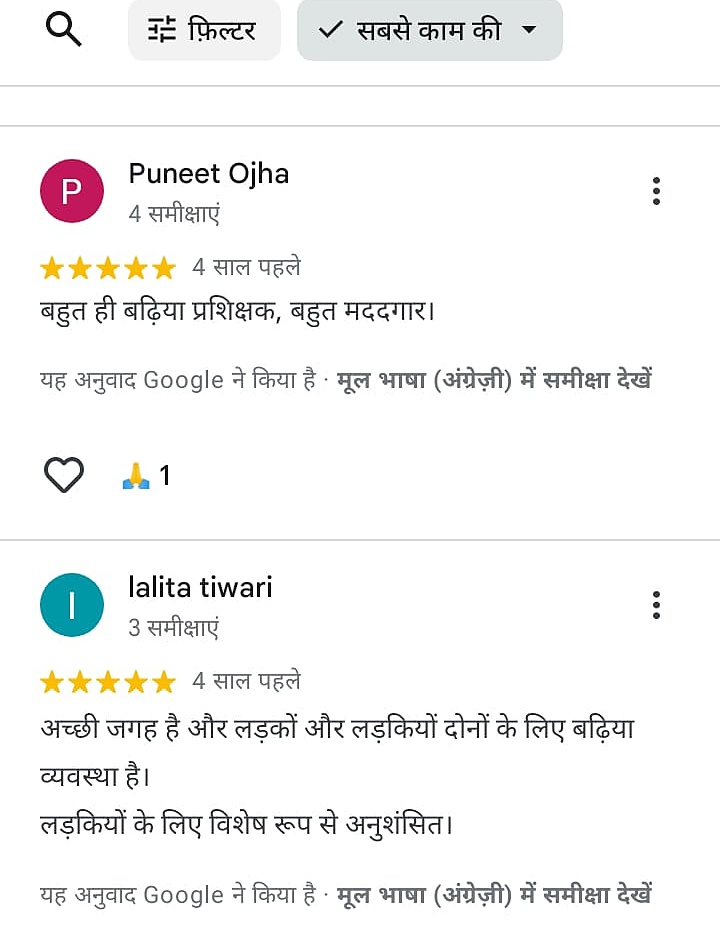 फ़िल्टर
सबसे काम की
P
Puneet Ojha
4 समीक्षाएं
4 साल पहले
बहुत ही बढ़िया प्रशिक्षक, बहुत मददगार।
यह अनुवाद Google ने किया है · मूल भाषा (अंग्रेज़ी) में समीक्षा देखें
🙏 1
l
lalita tiwari
3 समीक्षाएं
4 साल पहले
अच्छी जगह है और लड़कों और लड़कियों दोनों के लिए बढ़िया
व्यवस्था है।
लड़कियों के लिए विशेष रूप से अनुशंसित।
यह अनुवाद Google ने किया है · मूल भाषा (अंग्रेज़ी) में समीक्षा देखें